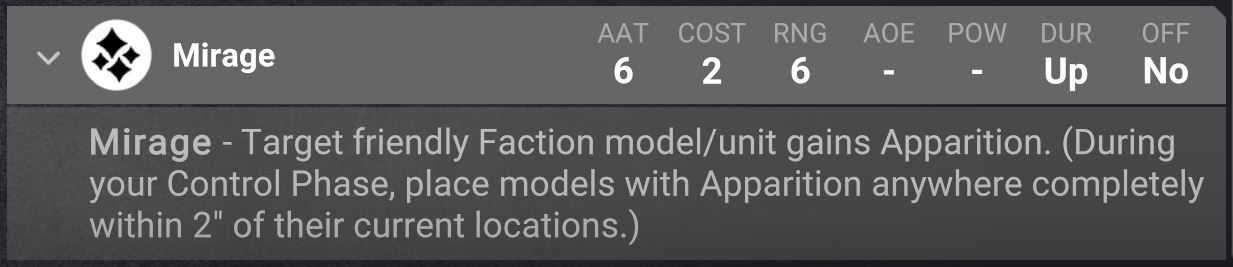 Mirage AAT COST RNG AOE POW DUR OFF
6 2 6 - - Up No
Mirage - Target friendly Faction model/unit gains Apparition. (During
your Control Phase, place models with Apparition anywhere completely
within 2" of their current locations.)